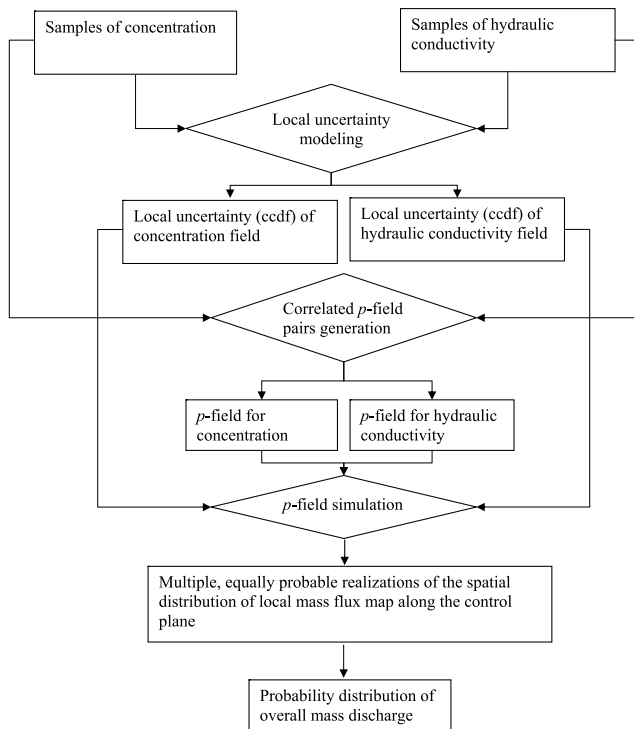 Samples of concentration
Samples of hydraulic
conductivity
Local uncertainty
modeling
Local uncertainty (ccdf) of
concentration field
Local uncertainty (ccdf) of
hydraulic conductivity field
Correlated p-field
pairs generation
p-field for
concentration
p-field for hydraulic
conductivity
p-field simulation
Multiple, equally probable realizations of the spatial
distribution of local mass flux map along the control
plane
Probability distribution of
overall mass discharge